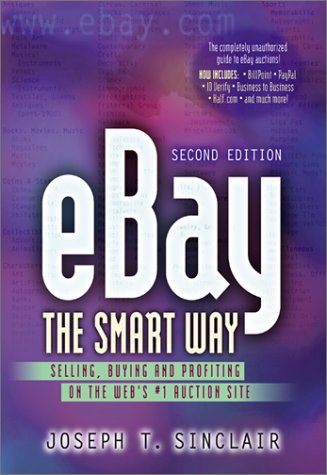 www.ebay.com
The completely unauthorized
guide to eBay auctions!
NOW INCLUDES: • BillPoint • PayPal
• ID Verify • Business to Business
• Half.com • and much more!
SECOND EDITION
eBay
THE SMART WAY
SELLING, BUYING AND PROFITING
ON THE WEB'S #1 AUCTION SITE
JOSEPH T. SINCLAIR